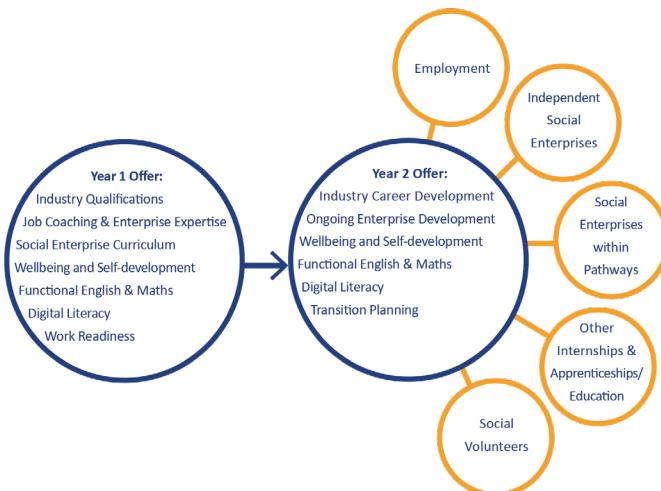 Year 1 Offer:
Industry Qualifications
Job Coaching & Enterprise Expertise
Social Enterprise Curriculum
Wellbeing and Self-development
Functional English & Maths
Digital Literacy
Work Readiness
Year 2 Offer:
Industry Career Development
Ongoing Enterprise Development
Wellbeing and Self-development
Functional English & Maths
Digital Literacy
Transition Planning
Employment
Independent
Social
Enterprises
Social
Enterprises
within
Pathways
Other
Internships &
Apprenticeships/
Education
Social
Volunteers